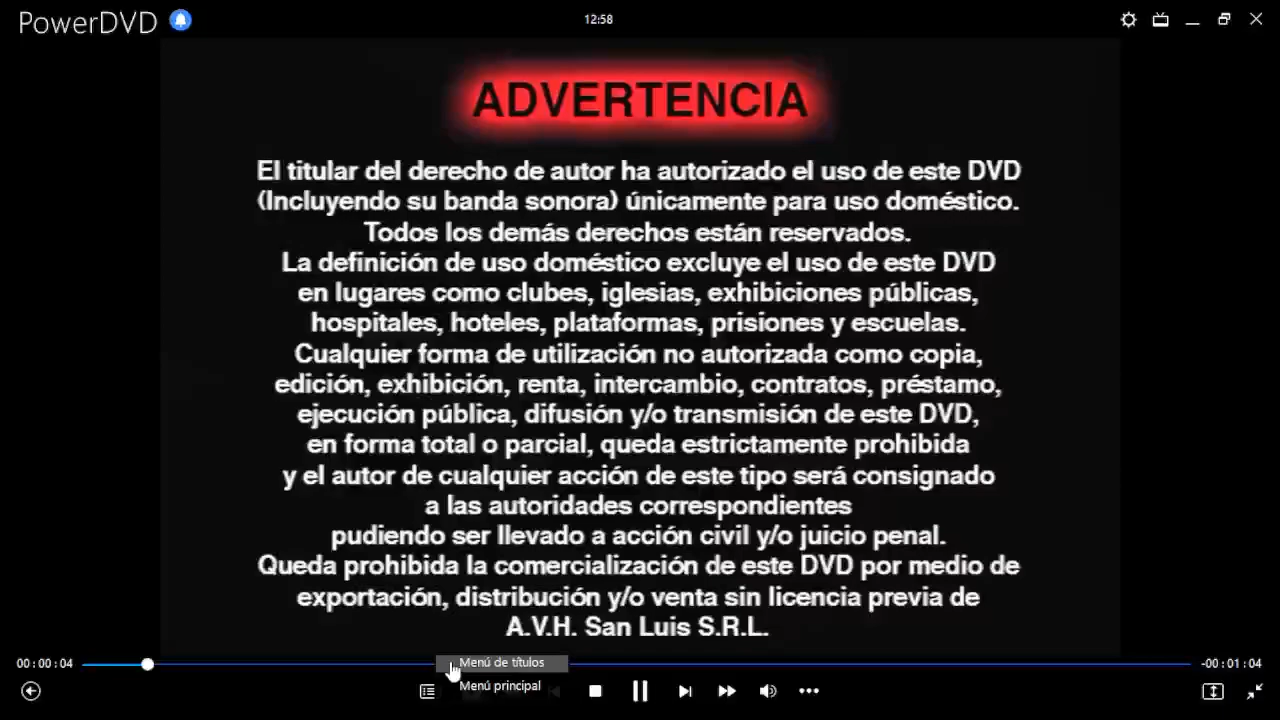 PowerDVD
12:58
ADVERTENCIA
El titular del derecho de autor ha autorizado el uso de este DVD
(Incluyendo su banda sonora) únicamente para uso doméstico.
Todos los demás derechos están reservados.
La definición de uso doméstico excluye el uso de este DVD
en lugares como clubes, iglesias, exhibiciones públicas,
hospitales, hoteles, plataformas, prisiones y escuelas.
Cualquier forma de utilización no autorizada como copia,
edición, exhibición, renta, intercambio, contratos, préstamo,
ejecución pública, difusión y/o transmisión de este DVD,
en forma total o parcial, queda estrictamente prohibida
y el autor de cualquier acción de este tipo será consignado
a las autoridades correspondientes
pudiendo ser llevado a acción civil y/o juicio penal.
Queda prohibida la comercialización de este DVD por medio de
exportación, distribución y/o venta sin licencia previa de
A.V.H. San Luis S.R.L.
00:00:04
Menú de títulos
-00:01:04
Menú principal